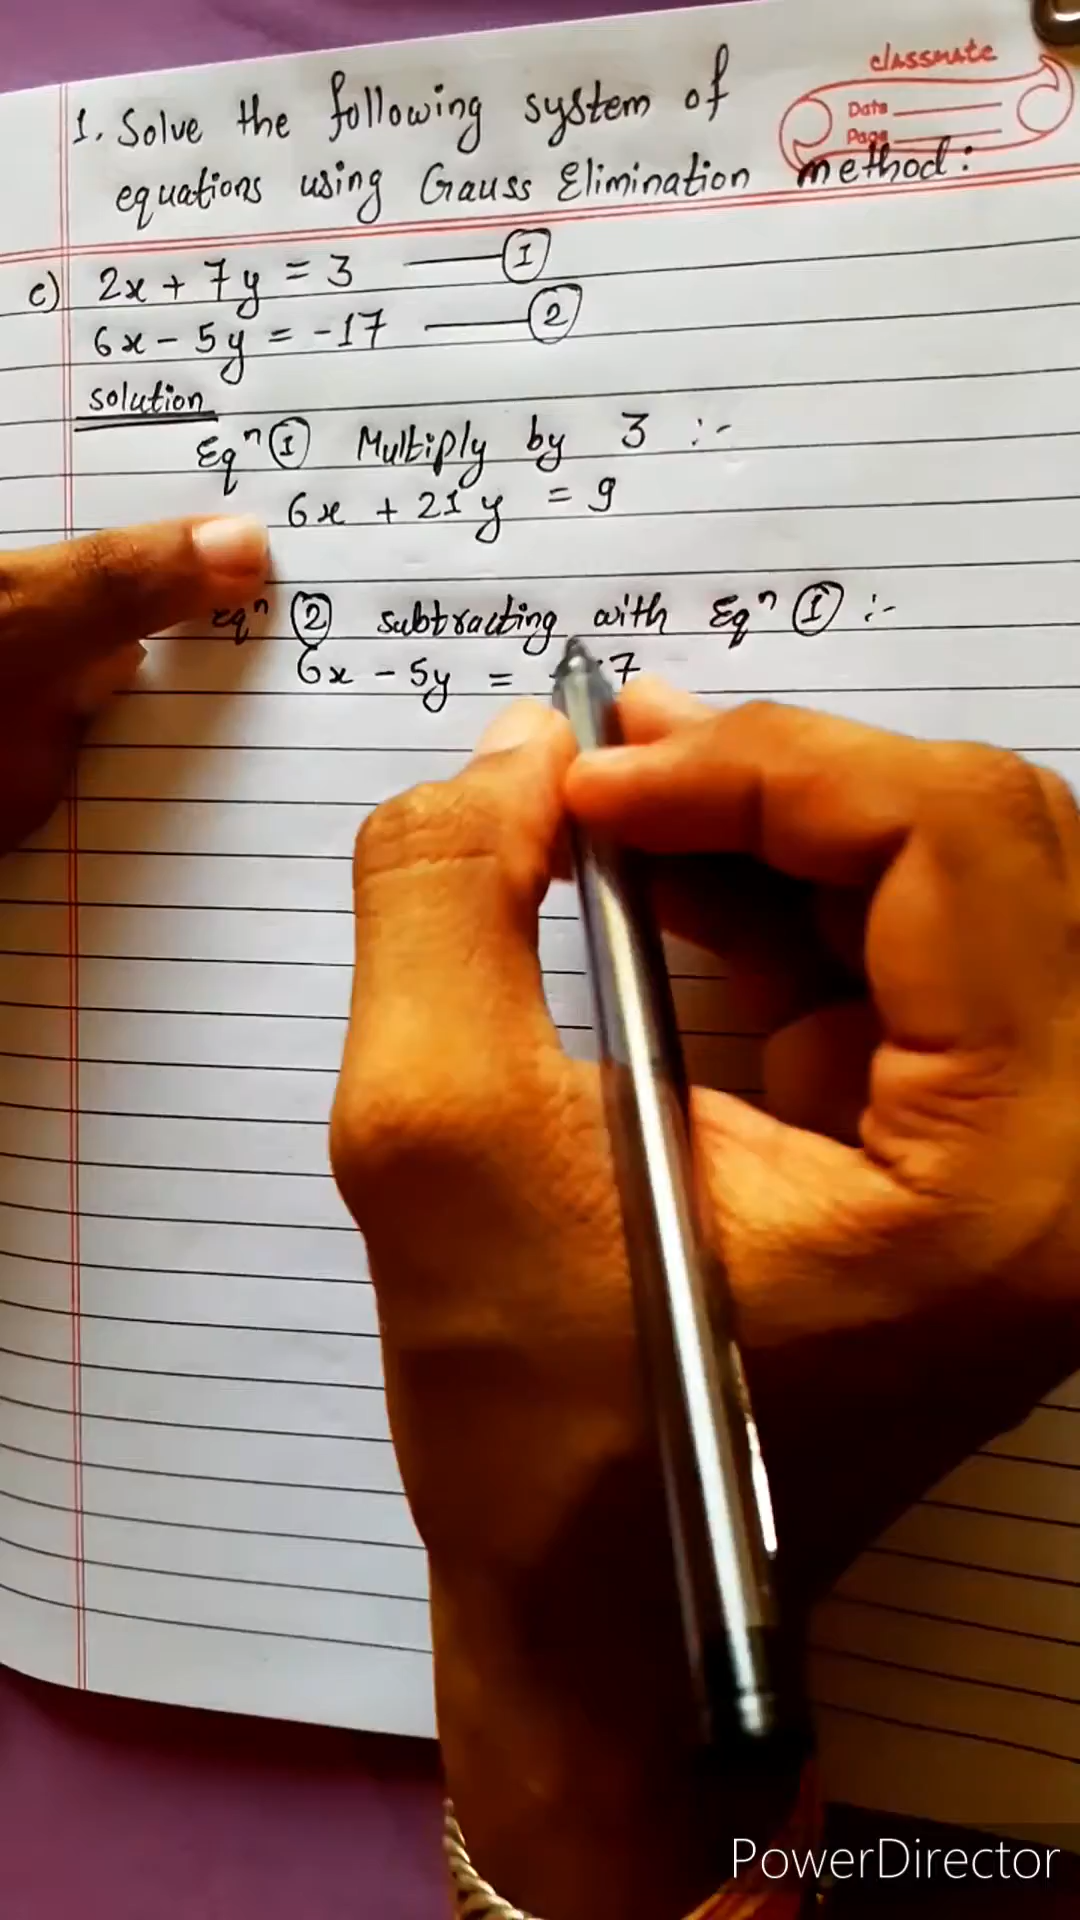 classmate
Date
Page
1. Solve the following system of
equations using Gauss Elimination method:
c) 2x + 7y = 3 —— ①
6x - 5y = -17 —— ②
solution
Eqⁿ ① Multiply by 3 :-
6x + 21y = 9
Eqⁿ ② subtracting with Eqⁿ ① :-
6x - 5y = 7
PowerDirector